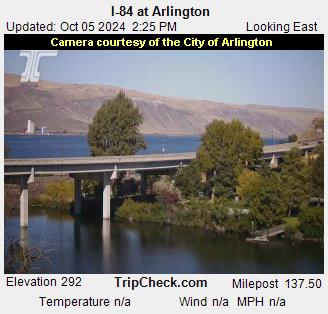 I-84 at Arlington
Updated: Oct 05 2024 2:25 PM Looking East
Camera courtesy of the City of Arlington
Elevation 292 TripCheck.com Milepost 137.50
Temperature n/a Wind n/a MPH n/a